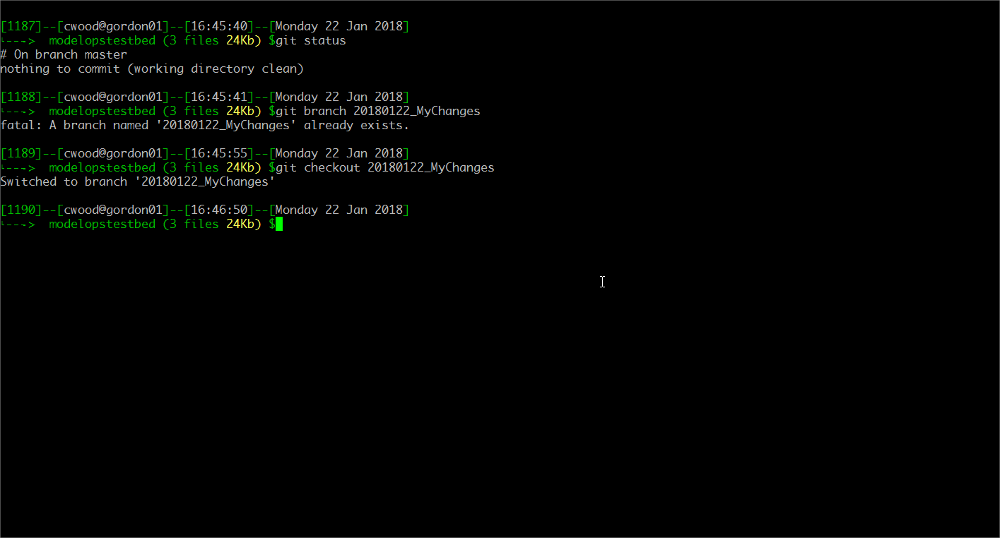 [1187]--[cwood@gordon01]--[16:45:40]--[Monday 22 Jan 2018]
---->  modelopstestbed (3 files 24Kb) $git status
# On branch master
nothing to commit (working directory clean)
[1188]--[cwood@gordon01]--[16:45:41]--[Monday 22 Jan 2018]
---->  modelopstestbed (3 files 24Kb) $git branch 20180122_MyChanges
fatal: A branch named '20180122_MyChanges' already exists.
[1189]--[cwood@gordon01]--[16:45:55]--[Monday 22 Jan 2018]
---->  modelopstestbed (3 files 24Kb) $git checkout 20180122_MyChanges
Switched to branch '20180122_MyChanges'
[1190]--[cwood@gordon01]--[16:46:50]--[Monday 22 Jan 2018]
---->  modelopstestbed (3 files 24Kb) $